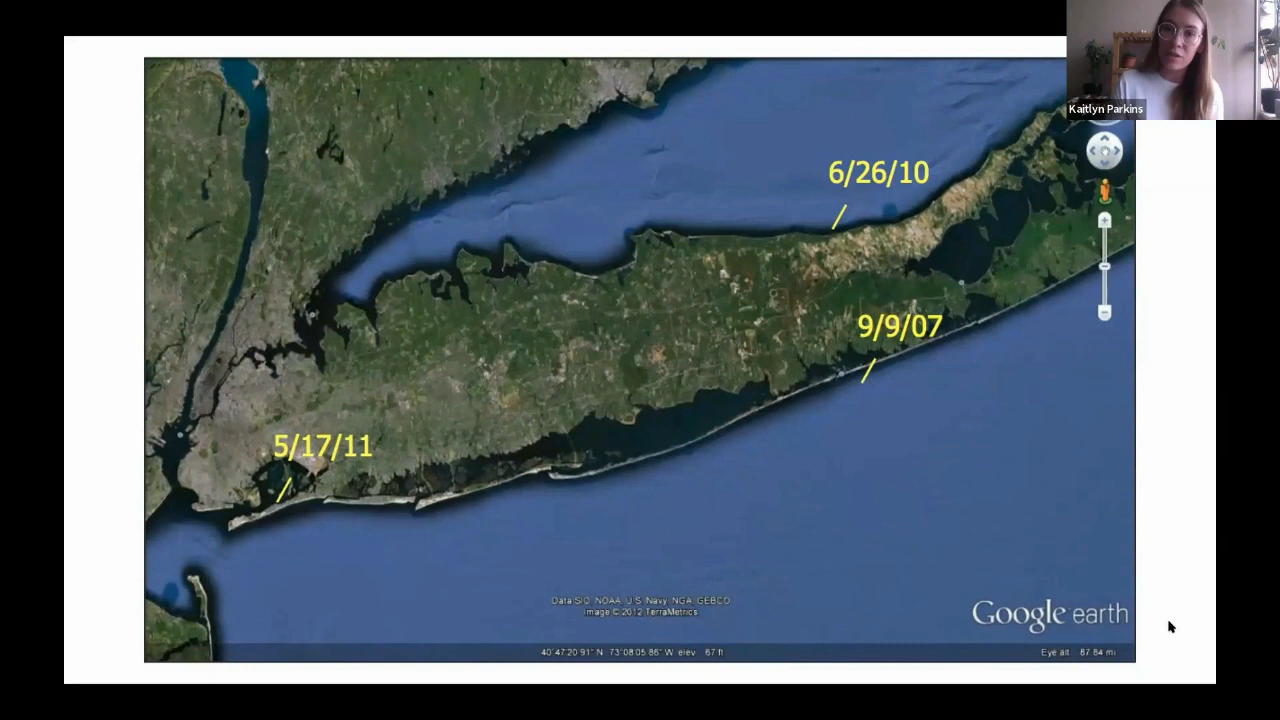 Kaitlyn Parkins
6/26/10
9/9/07
5/17/11
Data SIO, NOAA, U.S. Navy, NGA, GEBCO
Image © 2012 TerraMetrics
Google earth
40°47'20.91" N 73°08'05.86" W elev 67 ft
Eye alt 87.84 mi